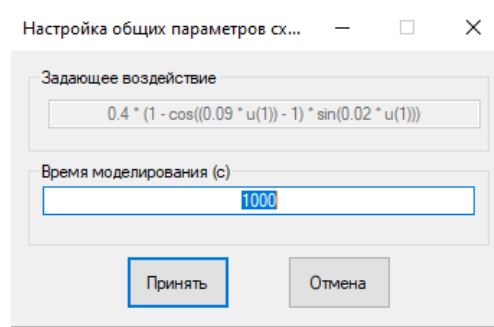 Настройка общих параметров сх...
Задающее воздействие
0.4 * (1 - cos((0.09 * u(1)) - 1) * sin(0.02 * u(1)))
Время моделирования (с)
1000
Принять Отмена